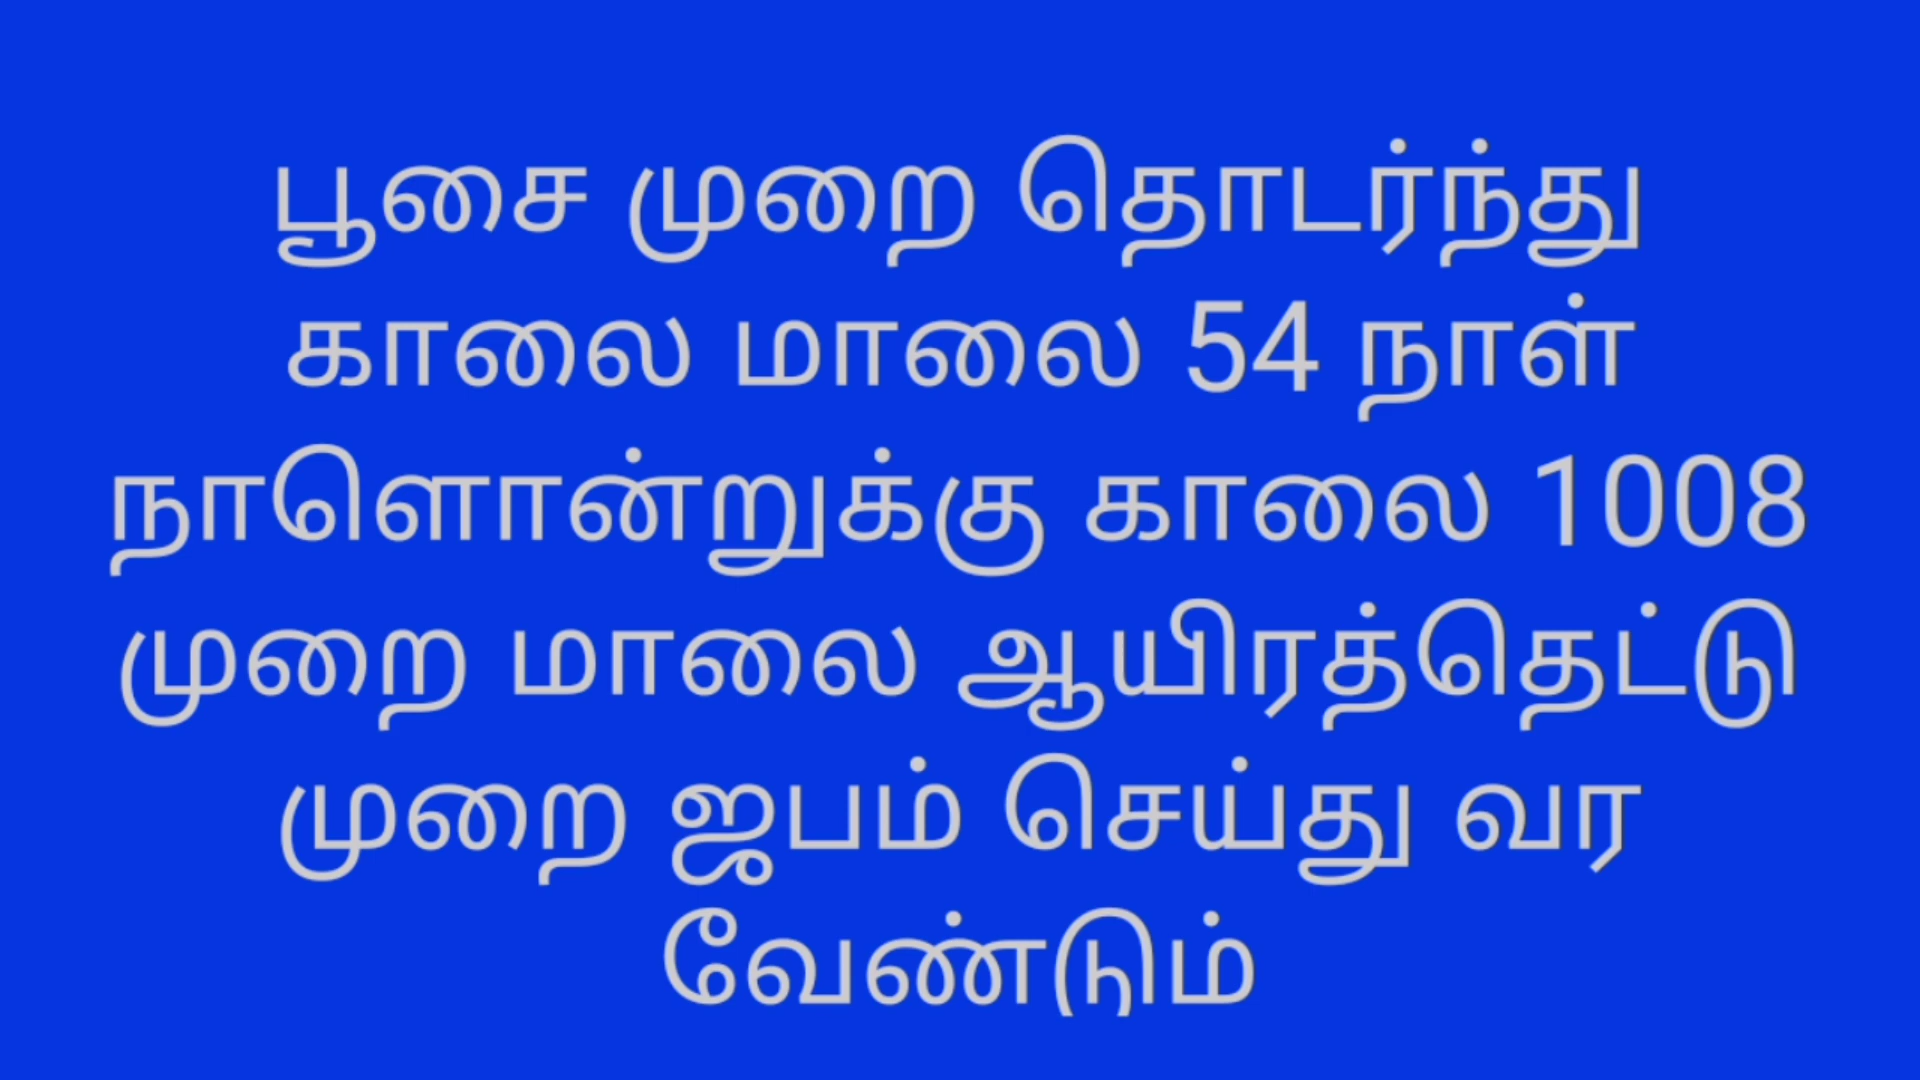 பூசை முறை தொடர்ந்து
காலை மாலை 54 நாள்
நாளொன்றுக்கு காலை 1008
முறை மாலை ஆயிரத்தெட்டு
முறை ஜபம் செய்து வர
வேண்டும்